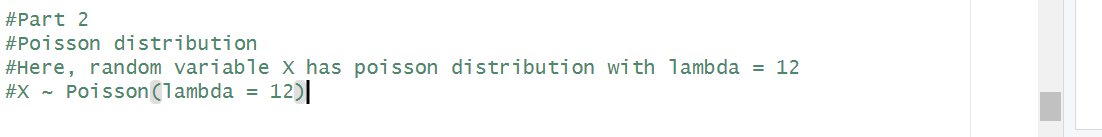 #Part 2
#Poisson distribution
#Here, random variable X has poisson distribution with lambda = 12
#X ~ Poisson(lambda = 12)